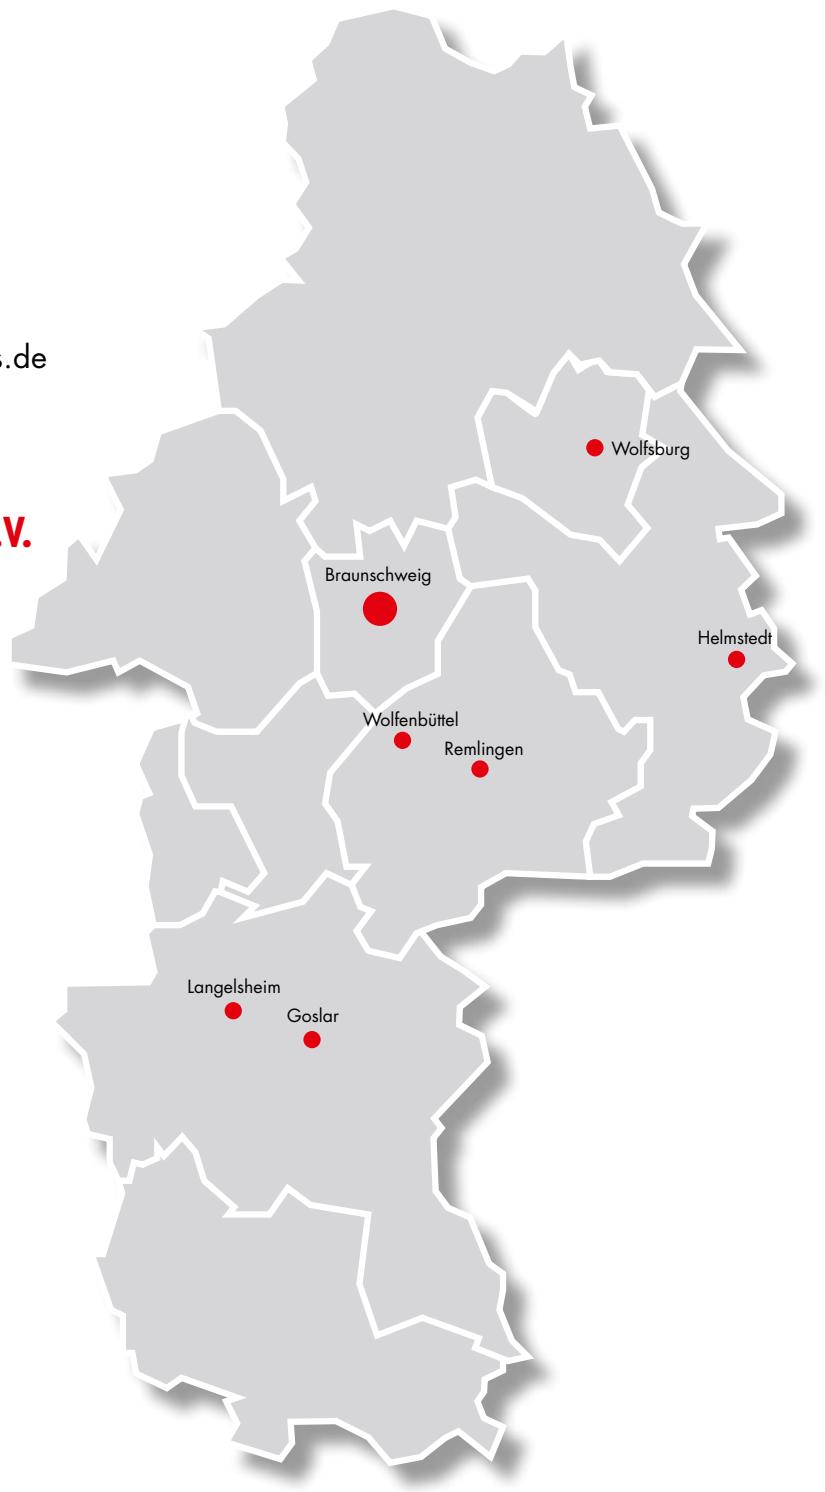 s.de
Wolfsburg
.V.
Braunschweig
Helmstedt
Wolfenbüttel
Remlingen
Langelsheim
Goslar